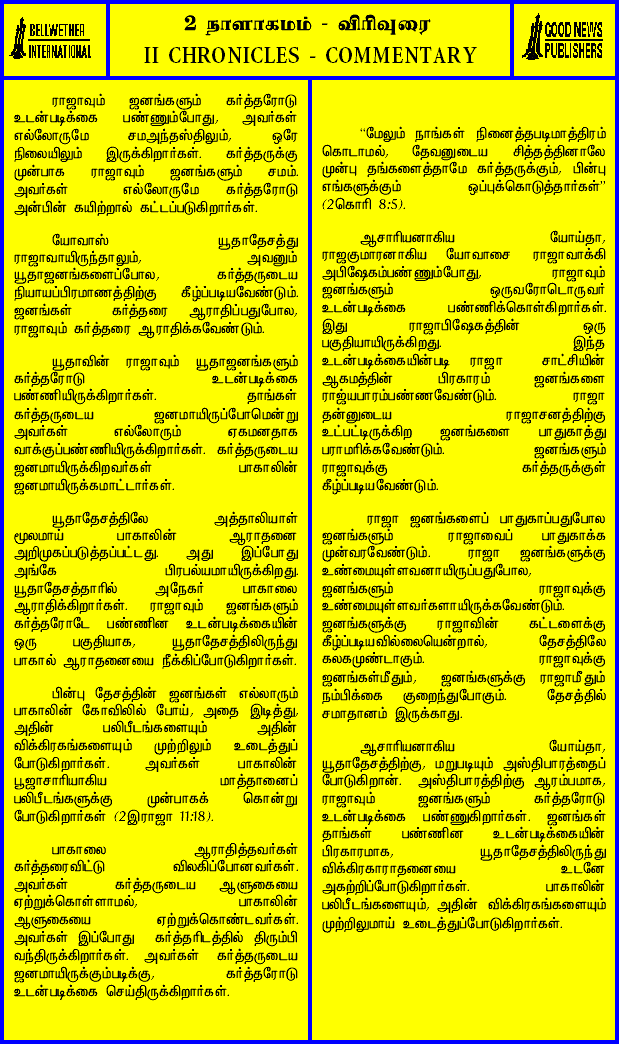 BELLWETHER
INTERNATIONAL
2 நாளாகமம் - விரிவுரை
II CHRONICLES - COMMENTARY
GOOD NEWS
PUBLISHERS
ராஜாவும் ஜனங்களும் கர்த்தரோடு
உடன்படிக்கை பண்ணும்போது, அவர்கள்
எல்லோருமே சமஅந்தஸ்திலும், ஒரே
நிலையிலும் இருக்கிறார்கள். கர்த்தருக்கு
முன்பாக ராஜாவும் ஜனங்களும் சமம்.
அவர்கள் எல்லோருமே கர்த்தரோடு
அன்பின் கயிற்றால் கட்டப்படுகிறார்கள்.
யோவாஸ் யூதாதேசத்து
ராஜாவாயிருந்தாலும், அவனும்
யூதாஜனங்களைப்போல, கர்த்தருடைய
நியாயப்பிரமாணத்திற்கு கீழ்ப்படியவேண்டும்.
ஜனங்கள் கர்த்தரை ஆராதிப்பதுபோல,
ராஜாவும் கர்த்தரை ஆராதிக்கவேண்டும்.
யூதாவின் ராஜாவும் யூதாஜனங்களும்
கர்த்தரோடு உடன்படிக்கை
பண்ணியிருக்கிறார்கள். தாங்கள்
கர்த்தருடைய ஜனமாயிருப்போமென்று
அவர்கள் எல்லோரும் ஏகமனதாக
வாக்குப்பண்ணியிருக்கிறார்கள். கர்த்தருடைய
ஜனமாயிருக்கிறவர்கள் பாகாலின்
ஜனமாயிருக்கமாட்டார்கள்.
யூதாதேசத்திலே அத்தாலியாள்
மூலமாய் பாகாலின் ஆராதனை
அறிமுகப்படுத்தப்பட்டது. அது இப்போது
அங்கே பிரபல்யமாயிருக்கிறது.
யூதாதேசத்தாரில் அநேகர் பாகாலை
ஆராதிக்கிறார்கள். ராஜாவும் ஜனங்களும்
கர்த்தரோடே பண்ணின உடன்படிக்கையின்
ஒரு பகுதியாக, யூதாதேசத்திலிருந்து
பாகால் ஆராதனையை நீக்கிப்போடுகிறார்கள்.
பின்பு தேசத்தின் ஜனங்கள் எல்லாரும்
பாகாலின் கோவிலில் போய், அதை இடித்து,
அதின் பலிபீடங்களையும் அதின்
விக்கிரகங்களையும் முற்றிலும் உடைத்துப்
போடுகிறார்கள். அவர்கள் பாகாலின்
பூஜாசாரியாகிய மாத்தானைப்
பலிபீடங்களுக்கு முன்பாகக் கொன்று
போடுகிறார்கள் (2இராஜா 11:18).
பாகாலை ஆராதித்தவர்கள்
கர்த்தரைவிட்டு விலகிப்போனவர்கள்.
அவர்கள் கர்த்தருடைய ஆளுகையை
ஏற்றுக்கொள்ளாமல், பாகாலின்
ஆளுகையை ஏற்றுக்கொண்டவர்கள்.
அவர்கள் இப்போது கர்த்தரிடத்தில் திரும்பி
வந்திருக்கிறார்கள். அவர்கள் கர்த்தருடைய
ஜனமாயிருக்கும்படிக்கு, கர்த்தரோடு
உடன்படிக்கை செய்திருக்கிறார்கள்.
“மேலும் நாங்கள் நினைத்தபடிமாத்திரம்
கொடாமல், தேவனுடைய சித்தத்தினாலே
முன்பு தங்களைத்தாமே கர்த்தருக்கும், பின்பு
எங்களுக்கும் ஒப்புக்கொடுத்தார்கள்”
(2கொரி 8:5).
ஆசாரியனாகிய யோய்தா,
ராஜகுமாரனாகிய யோவாசை ராஜாவாக்கி
அபிஷேகம்பண்ணும்போது, ராஜாவும்
ஜனங்களும் ஒருவரோடொருவர்
உடன்படிக்கை பண்ணிக்கொள்கிறார்கள்.
இது ராஜாபிஷேகத்தின் ஒரு
பகுதியாயிருக்கிறது. இந்த
உடன்படிக்கையின்படி ராஜா சாட்சியின்
ஆகமத்தின் பிரகாரம் ஜனங்களை
ராஜ்யபாரம்பண்ணவேண்டும். ராஜா
தன்னுடைய ராஜாசனத்திற்கு
உட்பட்டிருக்கிற ஜனங்களை பாதுகாத்து
பராமரிக்கவேண்டும். ஜனங்களும்
ராஜாவுக்கு கர்த்தருக்குள்
கீழ்ப்படியவேண்டும்.
ராஜா ஜனங்களைப் பாதுகாப்பதுபோல
ஜனங்களும் ராஜாவைப் பாதுகாக்க
முன்வரவேண்டும். ராஜா ஜனங்களுக்கு
உண்மையுள்ளவனாயிருப்பதுபோல,
ஜனங்களும் ராஜாவுக்கு
உண்மையுள்ளவர்களாயிருக்கவேண்டும்.
ஜனங்களுக்கு ராஜாவின் கட்டளைக்கு
கீழ்ப்படியவில்லையென்றால், தேசத்திலே
கலகமுண்டாகும். ராஜாவுக்கு
ஜனங்கள்மீதும், ஜனங்களுக்கு ராஜாமீதும்
நம்பிக்கை குறைந்துபோகும். தேசத்தில்
சமாதானம் இருக்காது.
ஆசாரியனாகிய யோய்தா,
யூதாதேசத்திற்கு, மறுபடியும் அஸ்திபாரத்தைப்
போடுகிறான். அஸ்திபாரத்திற்கு ஆரம்பமாக,
ராஜாவும் ஜனங்களும் கர்த்தரோடு
உடன்படிக்கை பண்ணுகிறார்கள். ஜனங்கள்
தாங்கள் பண்ணின உடன்படிக்கையின்
பிரகாரமாக, யூதாதேசத்திலிருந்து
விக்கிரகாராதனையை உடனே
அகற்றிப்போடுகிறார்கள். பாகாலின்
பலிபீடங்களையும், அதின் விக்கிரகங்களையும்
முற்றிலுமாய் உடைத்துப்போடுகிறார்கள்.